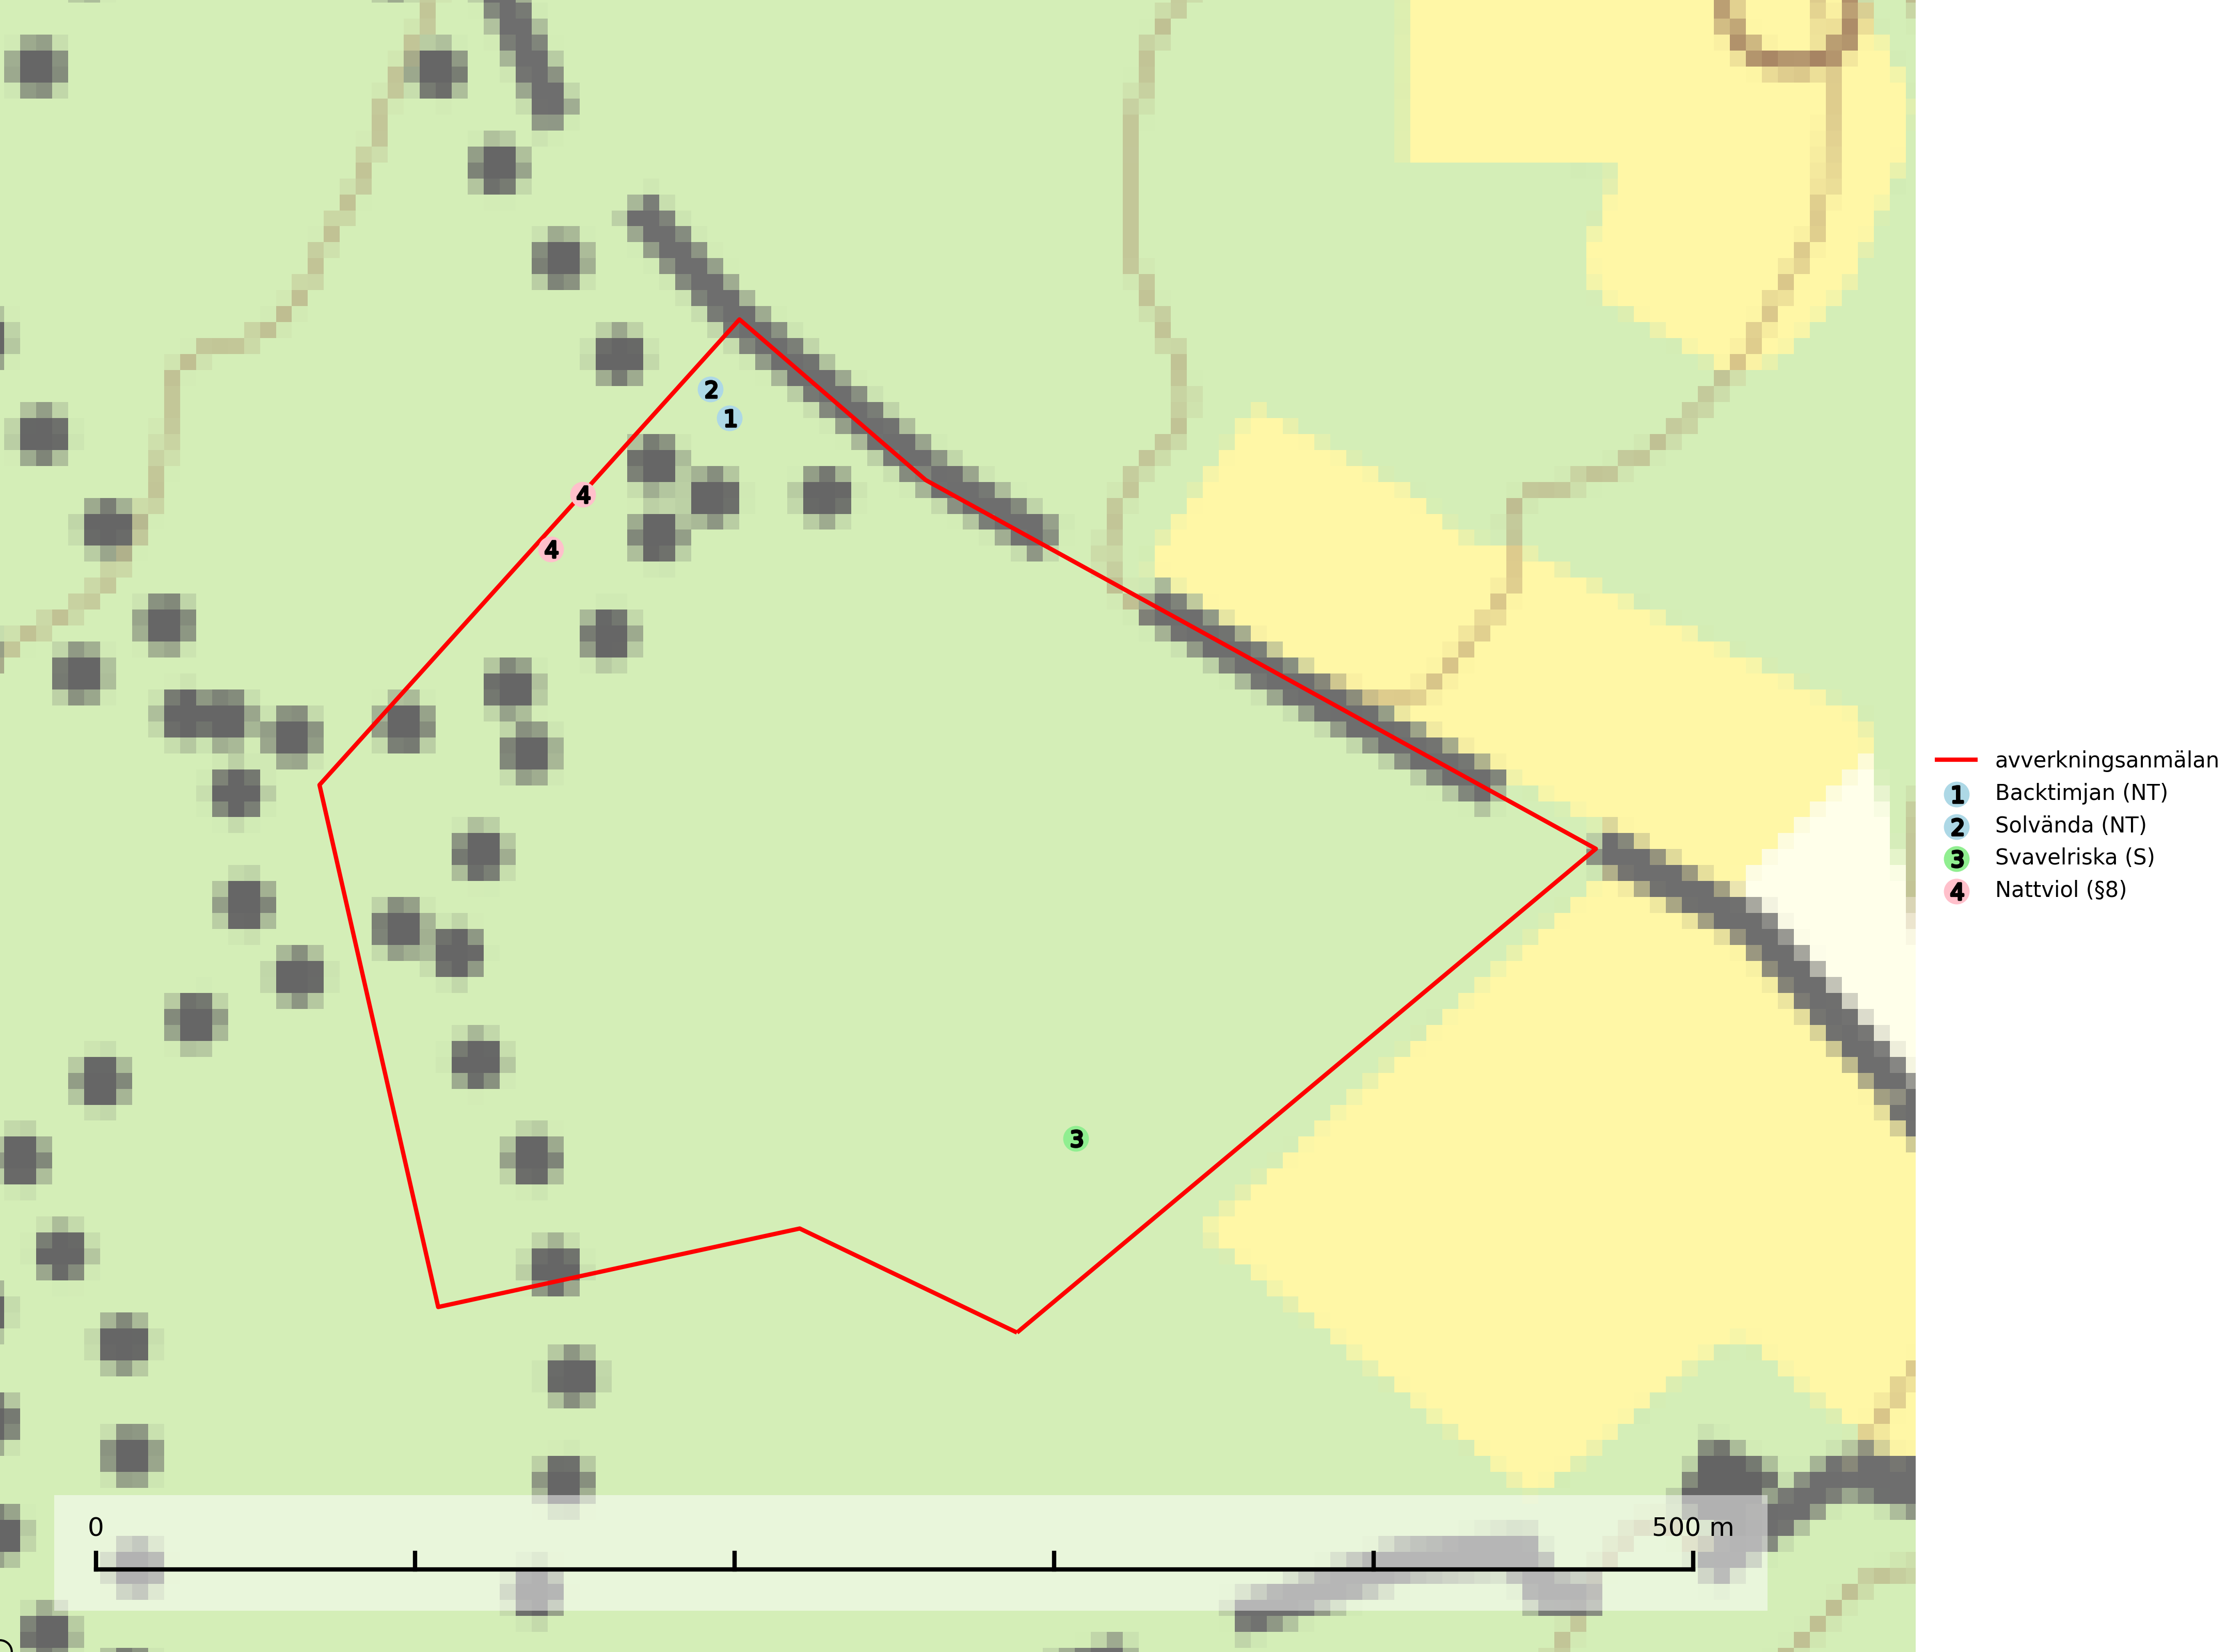 2
1
4
4
3
avverkningsanmälan
1 Backtimjan (NT)
2 Solvända (NT)
3 Svavelriska (S)
4 Nattviol (§8)
0 500 m